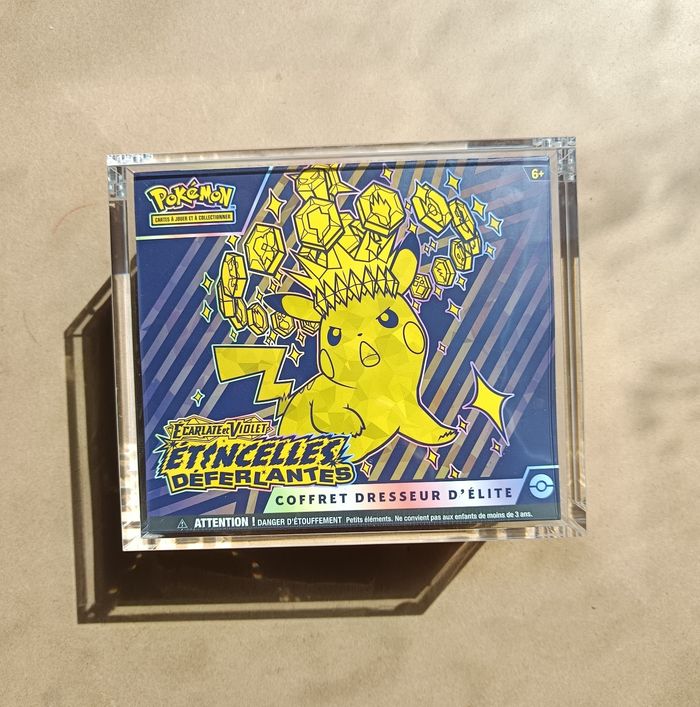 6+
POKéMON
CARTES À JOUER ET À COLLECTIONNER
ÉCARLATE ET VIOLET
ÉTINCELLES
DÉFERLANTES
COFFRET DRESSEUR D'ÉLITE
ATTENTION ! DANGER D'ÉTOUFFEMENT Petits éléments. Ne convient pas aux enfants de moins de 3 ans.